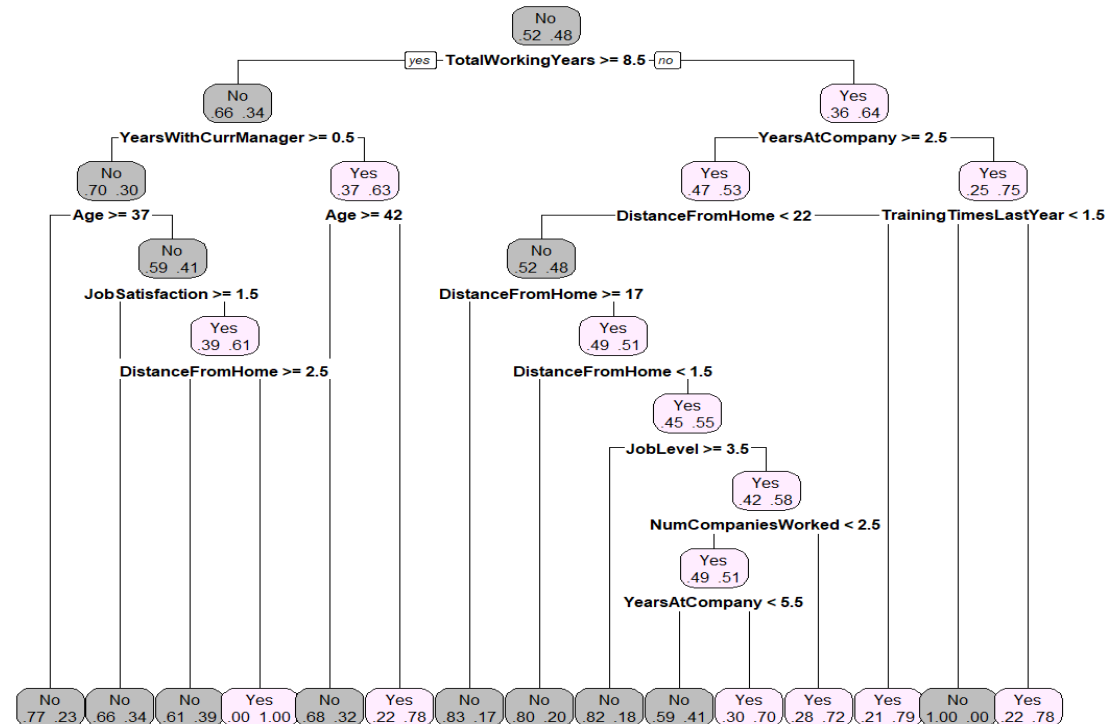 No
.52 .48
yes TotalWorkingYears >= 8.5 no
No
.66 .34
Yes
.36 .64
YearsWithCurrManager >= 0.5
YearsAtCompany >= 2.5
No
.70 .30
Yes
.37 .63
Yes
.47 .53
Yes
.25 .75
Age >= 37
Age >= 42
DistanceFromHome < 22
TrainingTimesLastYear < 1.5
No
.59 .41
No
.52 .48
JobSatisfaction >= 1.5
DistanceFromHome >= 17
Yes
.39 .61
Yes
.49 .51
DistanceFromHome >= 2.5
DistanceFromHome < 1.5
Yes
.45 .55
JobLevel >= 3.5
Yes
.42 .58
NumCompaniesWorked < 2.5
Yes
.49 .51
YearsAtCompany < 5.5
No No No Yes No Yes No No No No Yes Yes Yes No Yes
.77 .23 .66 .34 .61 .39 .00 1.00 .68 .32 .22 .78 .83 .17 .80 .20 .82 .18 .59 .41 .30 .70 .28 .72 .21 .79 1.00 .00 .22 .78